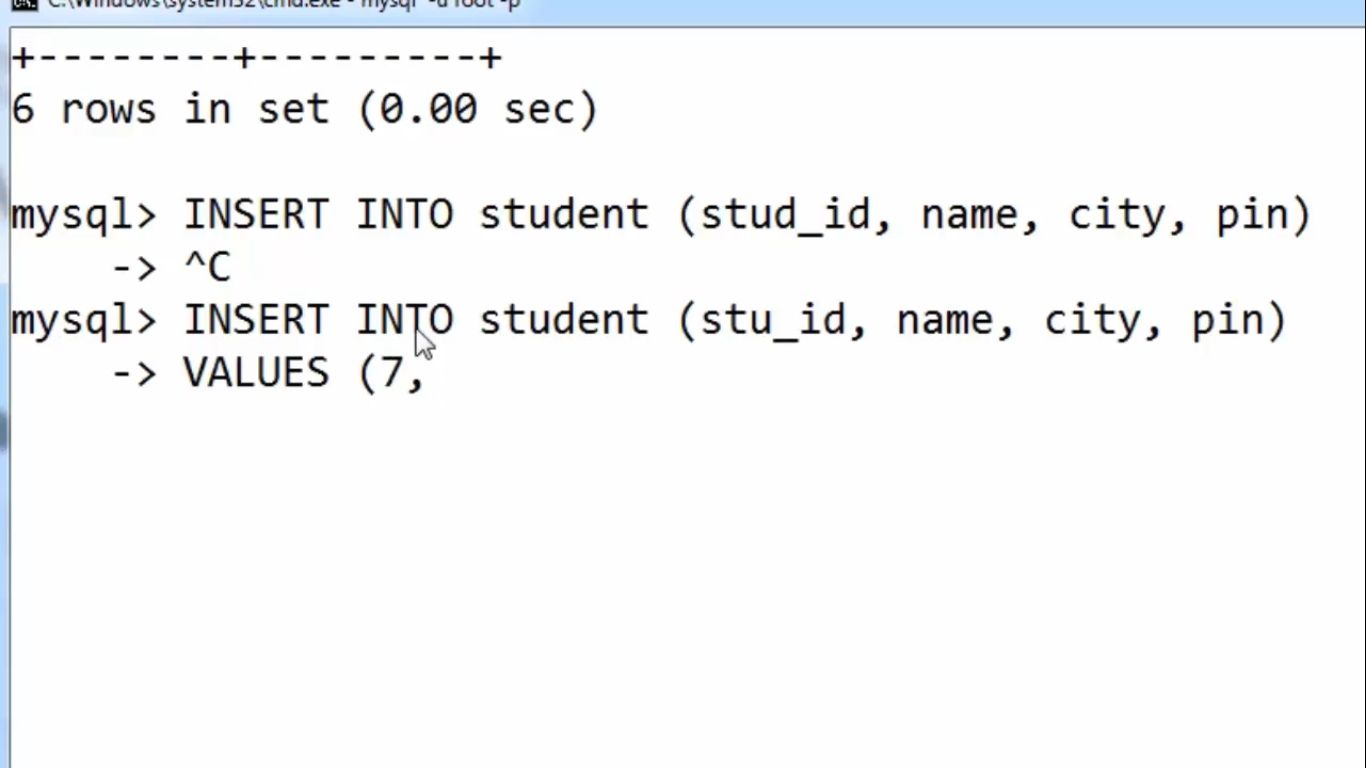 C:\Windows\system32\cmd.exe - mysql -u root -p
+--------+---------+
6 rows in set (0.00 sec)
mysql> INSERT INTO student (stud_id, name, city, pin)
    -> ^C
mysql> INSERT INTO student (stu_id, name, city, pin)
    -> VALUES (7,